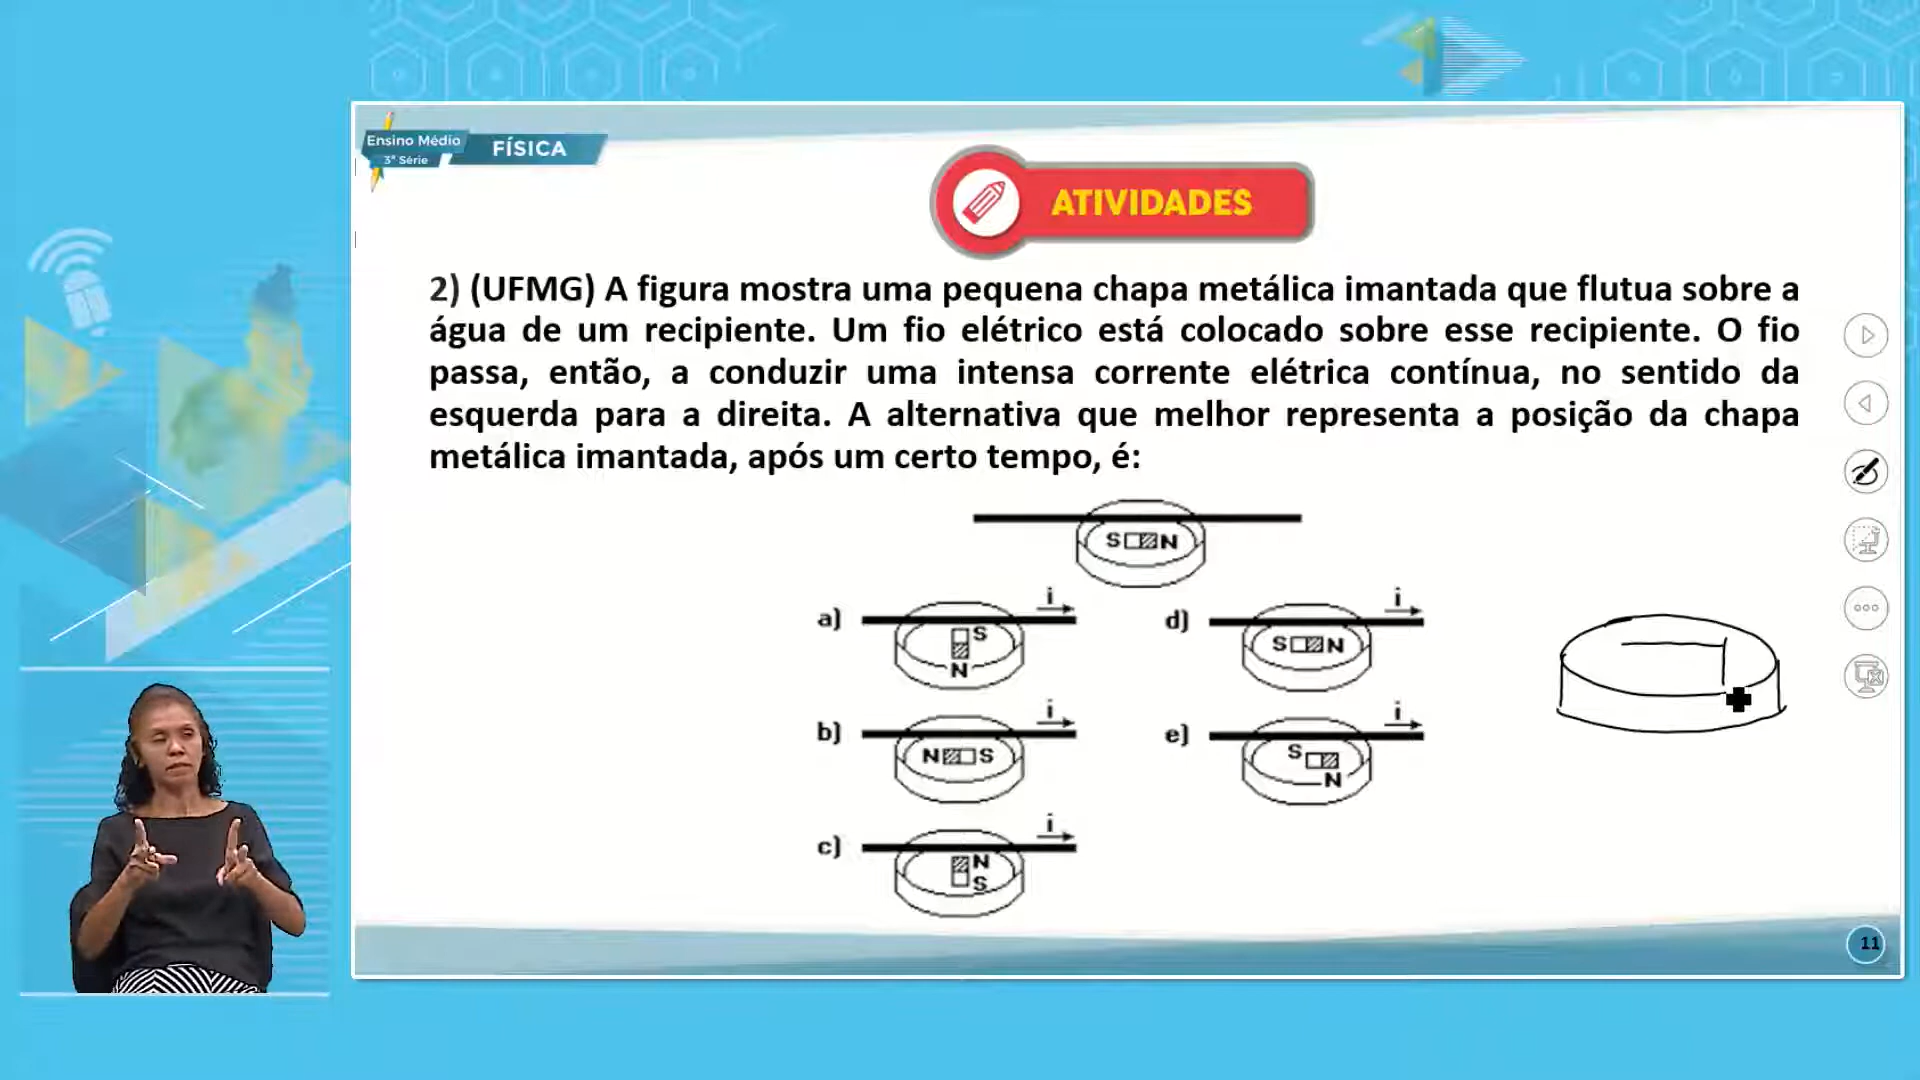 Ensino Médio
3ª Série
FÍSICA
ATIVIDADES
2) (UFMG) A figura mostra uma pequena chapa metálica imantada que flutua sobre a
água de um recipiente. Um fio elétrico está colocado sobre esse recipiente. O fio
passa, então, a conduzir uma intensa corrente elétrica contínua, no sentido da
esquerda para a direita. A alternativa que melhor representa a posição da chapa
metálica imantada, após um certo tempo, é:
S N
a) i
S
N
b) i
N S
c) i
N
S
d) i
S N
e) i
S
N
11